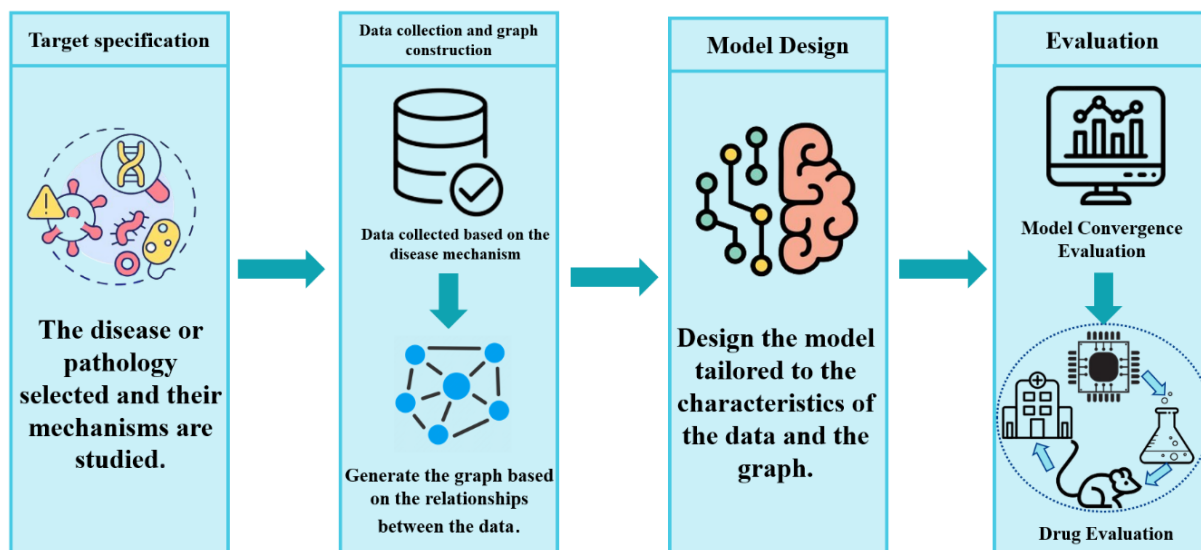 Target specification
The disease or
pathology
selected and their
mechanisms are
studied.
Data collection and graph
construction
Data collected based on the
disease mechanism
Generate the graph based
on the relationships
between the data.
Model Design
Design the model
tailored to the
characteristics of
the data and the
graph.
Evaluation
Model Convergence
Evaluation
Drug Evaluation